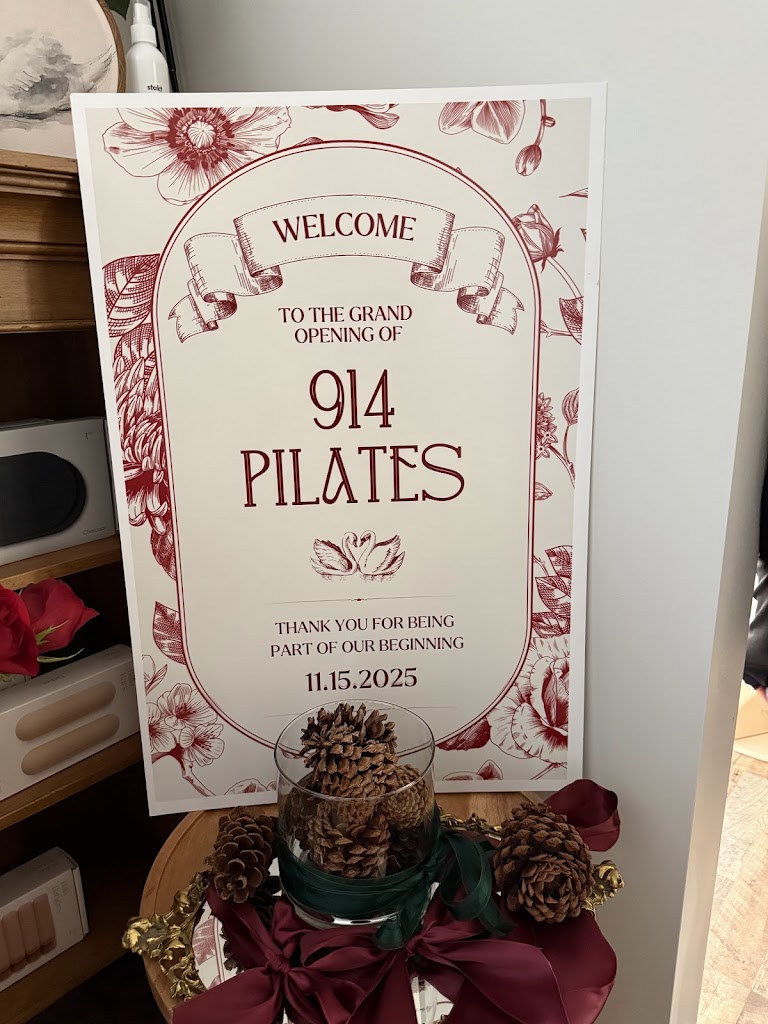 stakt
WELCOME
TO THE GRAND
OPENING OF
914
PILATES
THANK YOU FOR BEING
PART OF OUR BEGINNING
11.15.2025